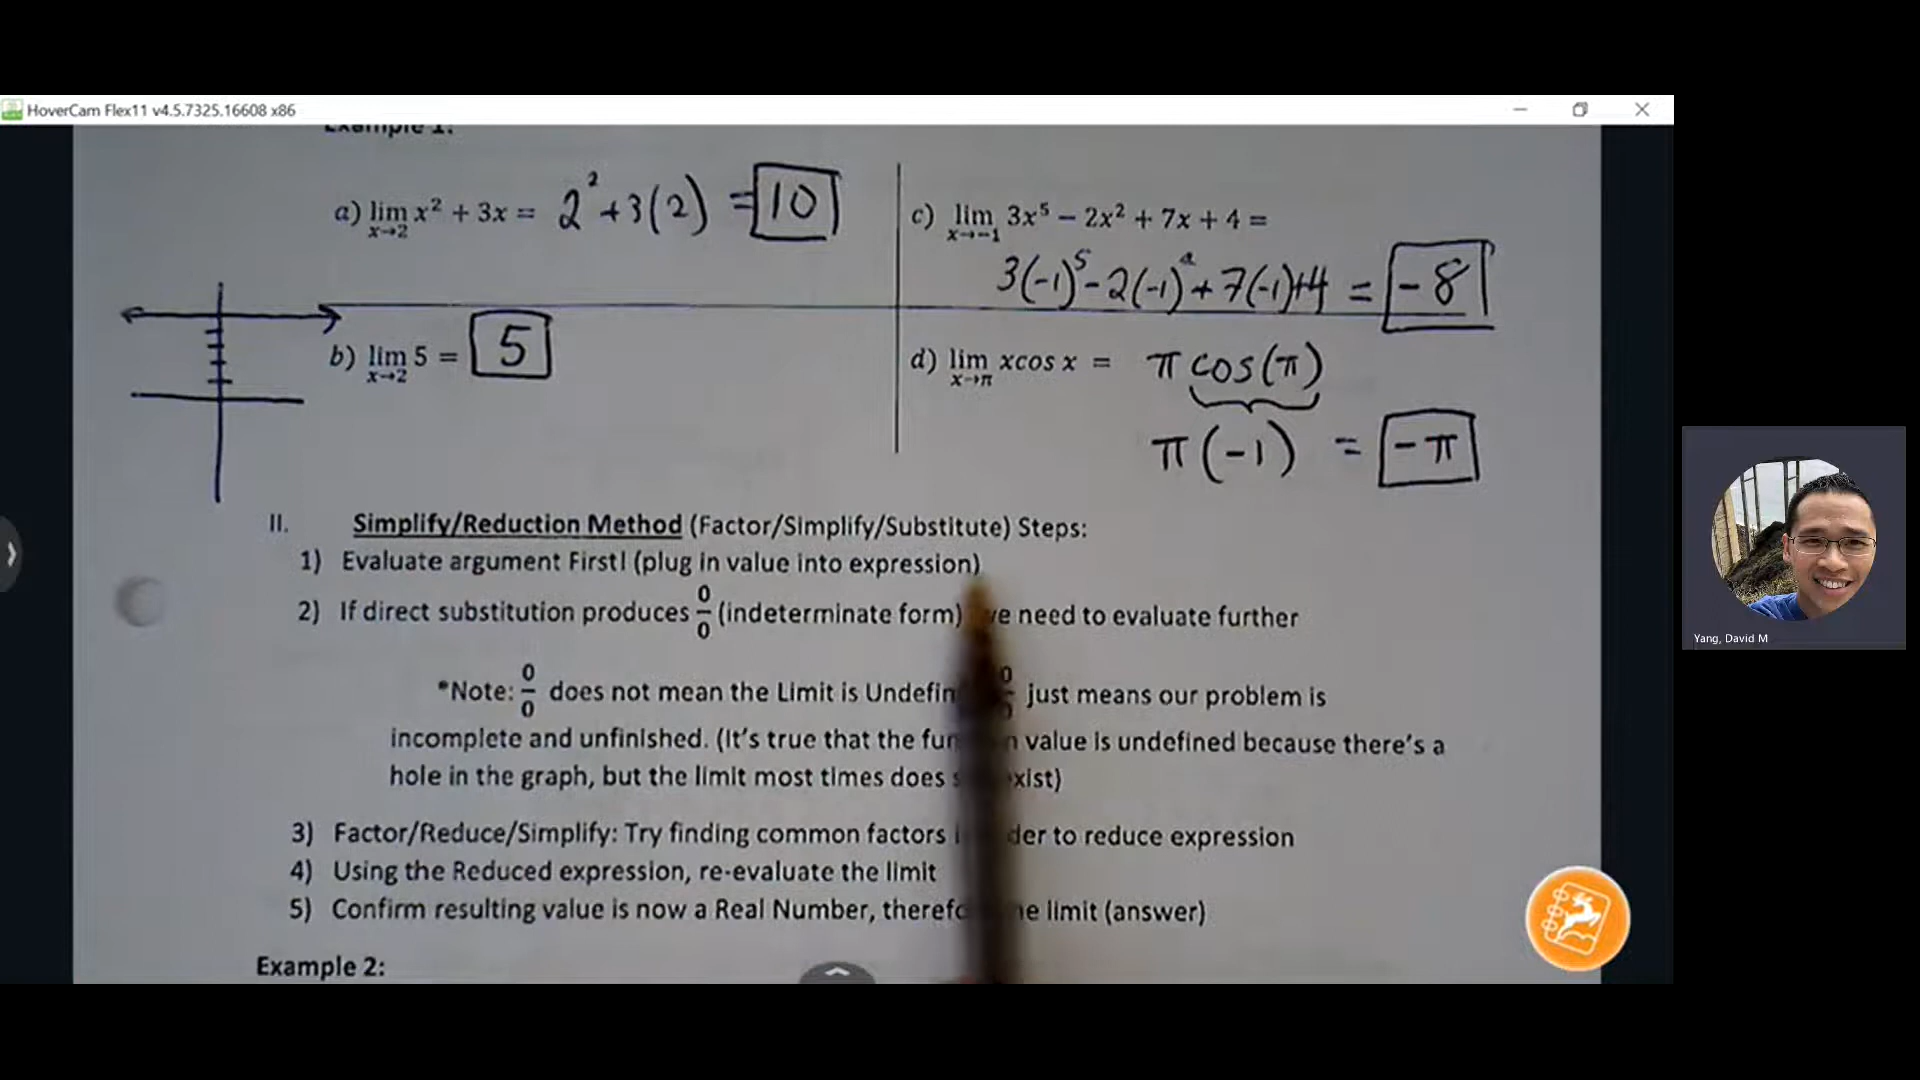 HoverCam Flex11 v4.5.7325.16608 x86
Example 1:
a) lim x→2 x² + 3x = 2² + 3(2) = 10
b) lim x→2 5 = 5
c) lim x→-1 3x⁵ − 2x² + 7x + 4 =
3(-1)⁵ - 2(-1)² + 7(-1) + 4 = -8
d) lim x→π xcos x = π cos(π)
π(-1) = -π
II. Simplify/Reduction Method (Factor/Simplify/Substitute) Steps:
1) Evaluate argument First! (plug in value into expression)
2) If direct substitution produces 0/0 (indeterminate form) we need to evaluate further
*Note: 0/0 does not mean the Limit is Undefin 0/0 just means our problem is
incomplete and unfinished. (It's true that the fun n value is undefined because there's a
hole in the graph, but the limit most times does s xist)
3) Factor/Reduce/Simplify: Try finding common factors i der to reduce expression
4) Using the Reduced expression, re-evaluate the limit
5) Confirm resulting value is now a Real Number, therefo he limit (answer)
Example 2:
Yang, David M